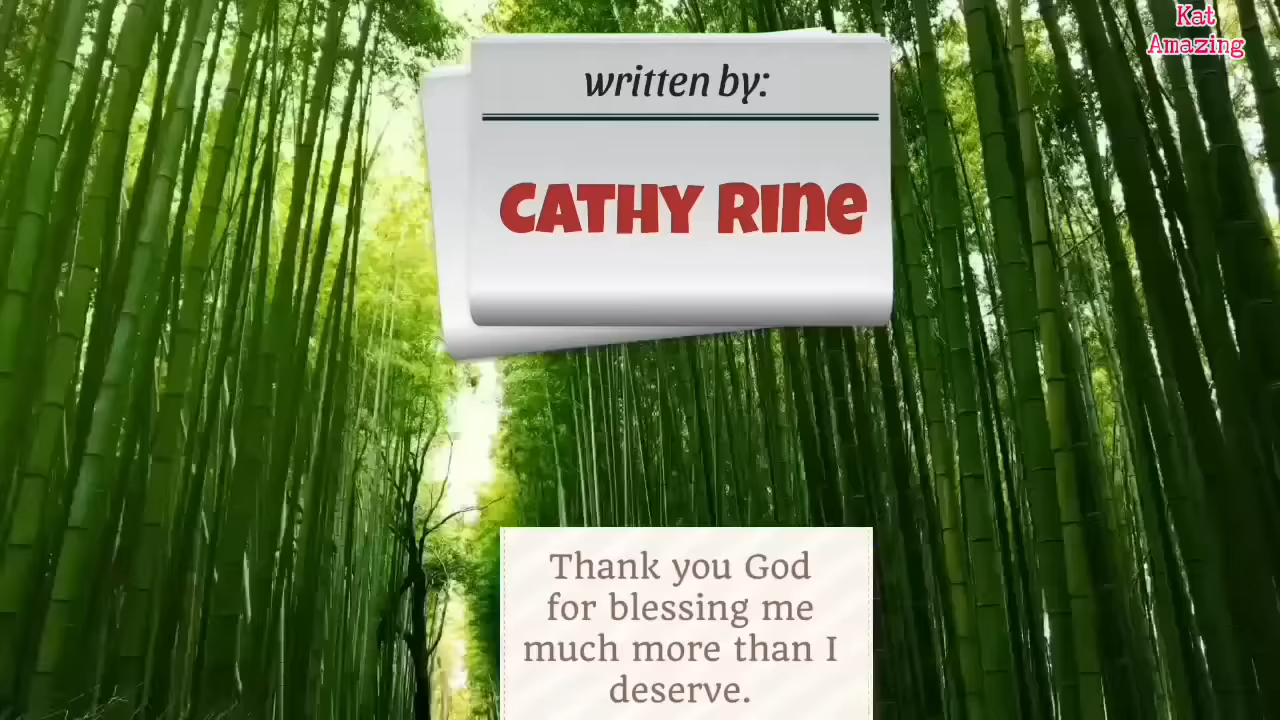 Kat
Amazing
written by:
CATHY RINE
Thank you God
for blessing me
much more than I
deserve.